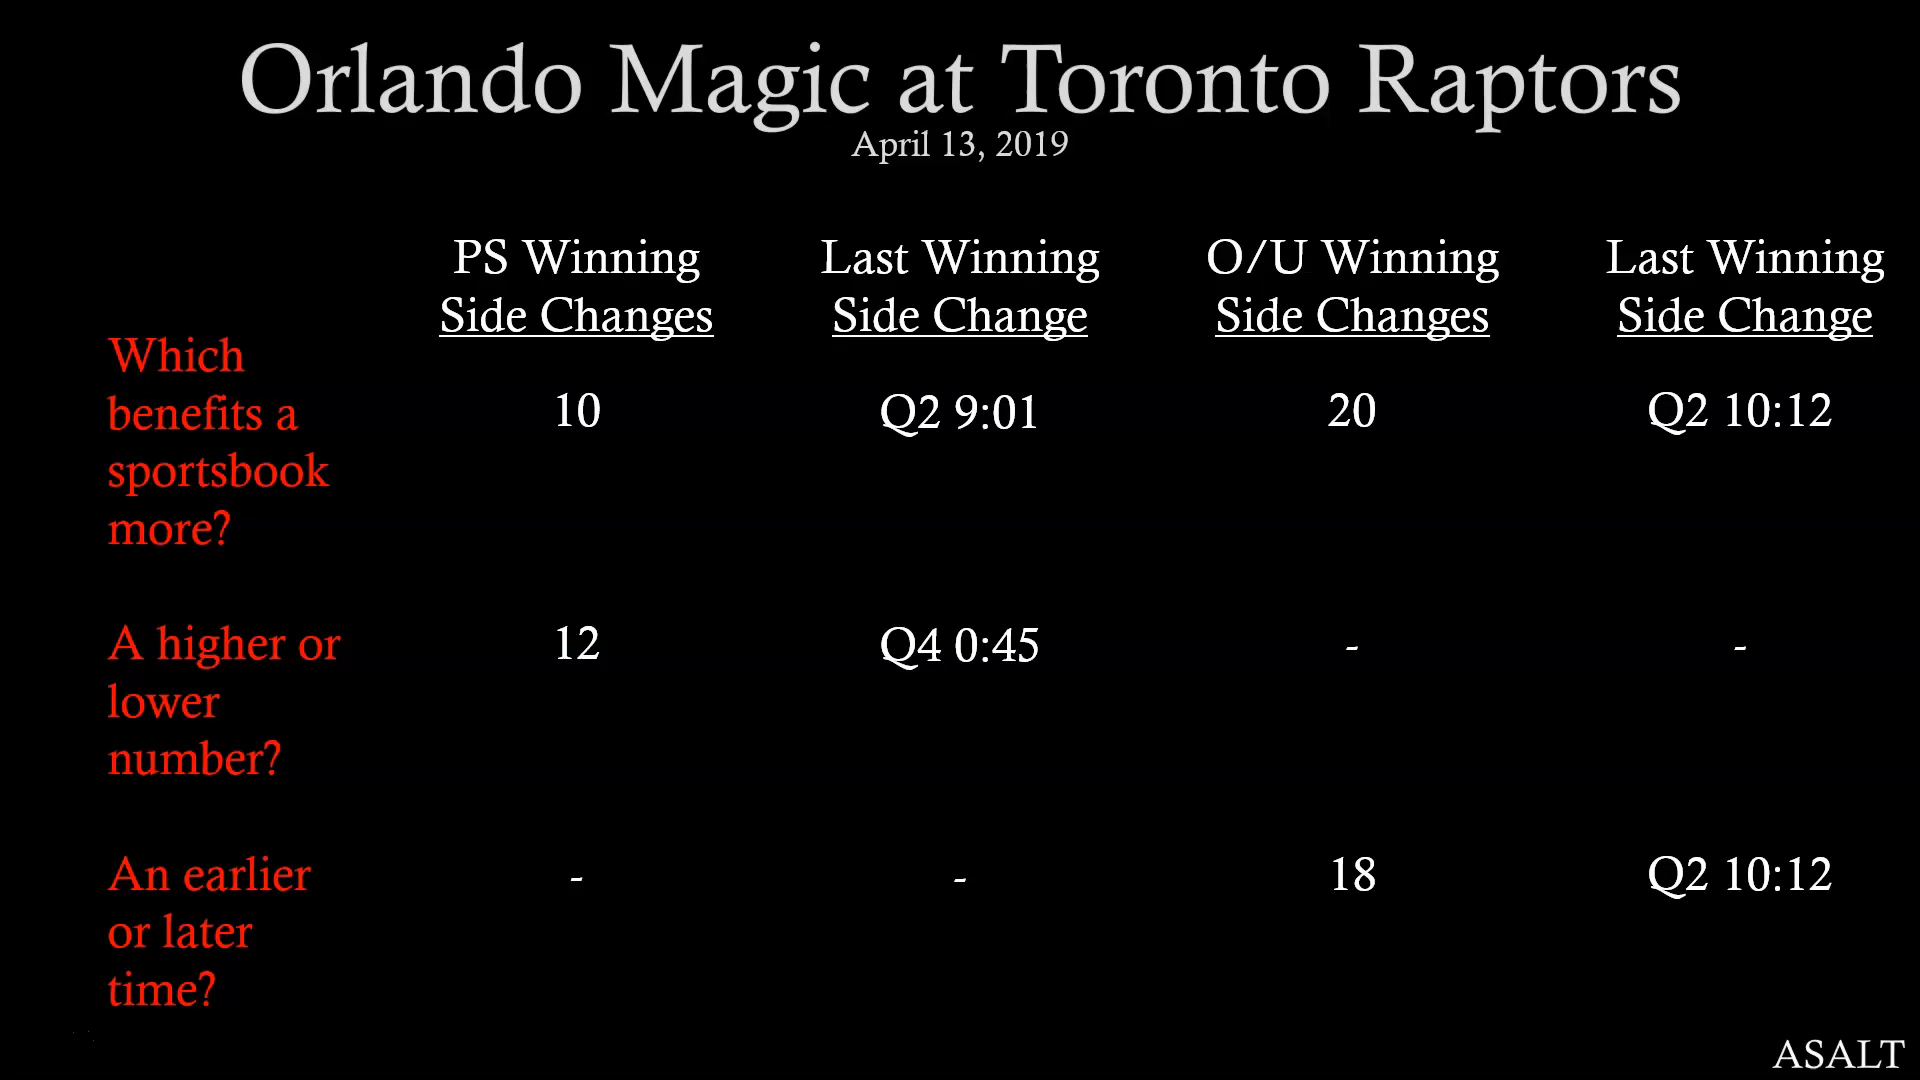 Orlando Magic at Toronto Raptors
April 13, 2019
PS Winning
Side Changes
Last Winning
Side Change
O/U Winning
Side Changes
Last Winning
Side Change
Which
benefits a
sportsbook
more?
10
Q2 9:01
20
Q2 10:12
A higher or
lower
number?
12
Q4 0:45
-
-
An earlier
or later
time?
-
-
18
Q2 10:12
ASALT